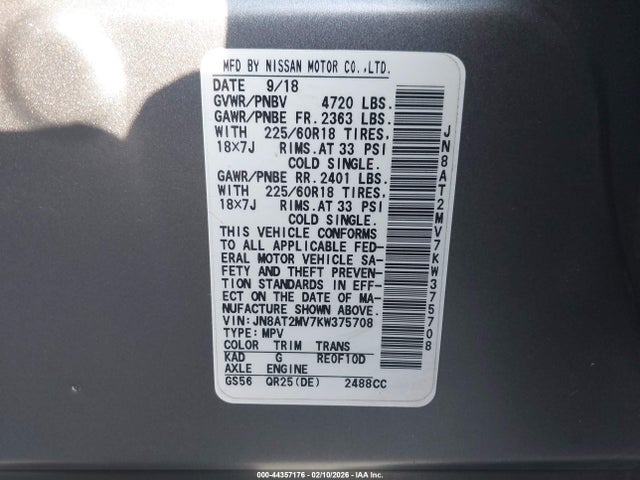 MFD BY NISSAN MOTOR CO.,LTD.
DATE 9/18
GVWR/PNBV 4720 LBS.
GAWR/PNBE FR. 2363 LBS.
WITH 225/60R18 TIRES.
18X7J RIMS. AT 33 PSI
COLD SINGLE.
GAWR/PNBE RR. 2401 LBS.
WITH 225/60R18 TIRES.
18X7J RIMS. AT 33 PSI
COLD SINGLE.
THIS VEHICLE CONFORMS
TO ALL APPLICABLE FED-
ERAL MOTOR VEHICLE SA-
FETY AND THEFT PREVEN-
TION STANDARDS IN EFF-
ECT ON THE DATE OF MA-
NUFACTURE SHOWN ABOVE.
VIN:JN8AT2MV7KW375708
TYPE: MPV
COLOR TRIM TRANS
KAD G RE0F10D
AXLE ENGINE
GS56 QR25(DE) 2488CC
JN8AT2MV7KW375708
000-44357176 - 02/10/2026 - IAA Inc.